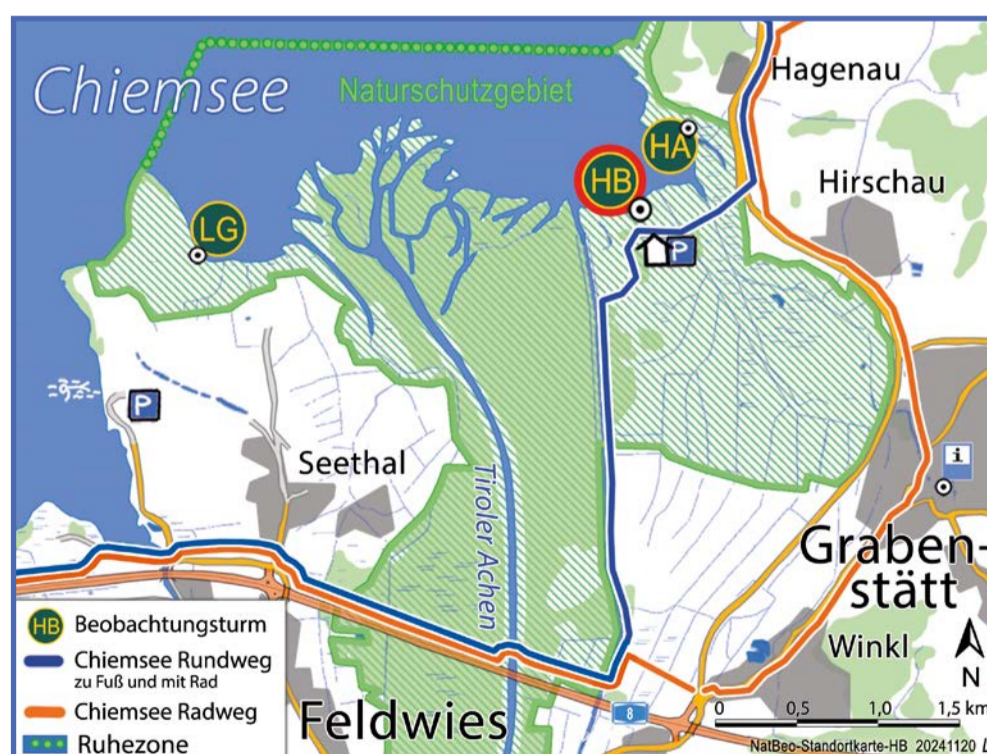 Chiemsee
Naturschutzgebiet
Hagenau
HA
HB
Hirschau
LG
P
P
Seethal
i
Tiroler Achen
Graben-
stätt
Winkl
N
Feldwies
8
0 0,5 1,0 1,5 km
HB Beobachtungsturm
Chiemsee Rundweg
zu Fuß und mit Rad
Chiemsee Radweg
Ruhezone
NatBeo-Standortkarte-HB 20241120